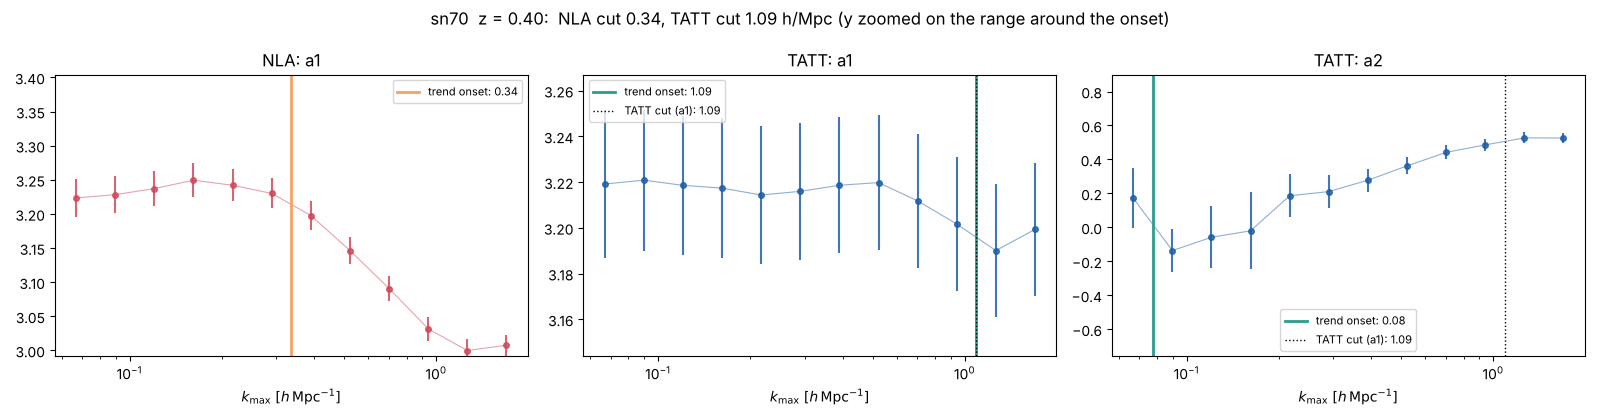 sn70 z = 0.40: NLA cut 0.34, TATT cut 1.09 h/Mpc (y zoomed on the range around the onset)
NLA: a1
3.40
3.35
3.30
3.25
3.20
3.15
3.10
3.05
3.00
trend onset: 0.34
10⁻¹
10⁰
k_max [h Mpc⁻¹]
TATT: a1
3.26
3.24
3.22
3.20
3.18
3.16
trend onset: 1.09
TATT cut (a1): 1.09
10⁻¹
10⁰
k_max [h Mpc⁻¹]
TATT: a2
0.8
0.6
0.4
0.2
0.0
−0.2
−0.4
−0.6
trend onset: 0.08
TATT cut (a1): 1.09
10⁻¹
10⁰
k_max [h Mpc⁻¹]